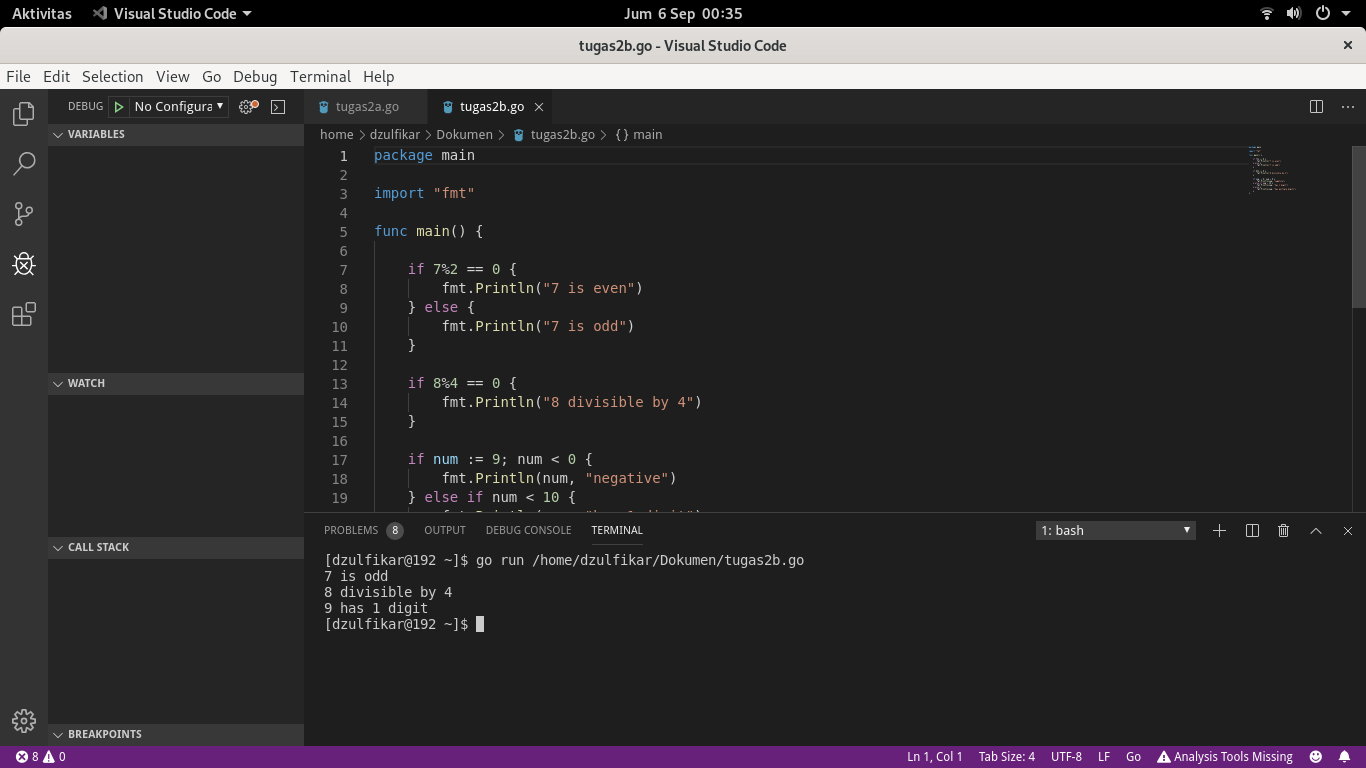 Aktivitas Visual Studio Code Jum 6 Sep 00:35
tugas2b.go - Visual Studio Code
File Edit Selection View Go Debug Terminal Help
DEBUG No Configura tugas2a.go tugas2b.go
VARIABLES
home dzulfikar Dokumen tugas2b.go {} main
1 package main
2
3 import "fmt"
4
5 func main() {
6
7 if 7%2 == 0 {
8 fmt.Println("7 is even")
9 } else {
10 fmt.Println("7 is odd")
11 }
12
13 if 8%4 == 0 {
14 fmt.Println("8 divisible by 4")
15 }
16
17 if num := 9; num < 0 {
18 fmt.Println(num, "negative")
19 } else if num < 10 {
WATCH
CALL STACK
BREAKPOINTS
PROBLEMS 8 OUTPUT DEBUG CONSOLE TERMINAL 1: bash
[dzulfikar@192 ~]$ go run /home/dzulfikar/Dokumen/tugas2b.go
7 is odd
8 divisible by 4
9 has 1 digit
[dzulfikar@192 ~]$
8 0 Ln 1, Col 1 Tab Size: 4 UTF-8 LF Go Analysis Tools Missing